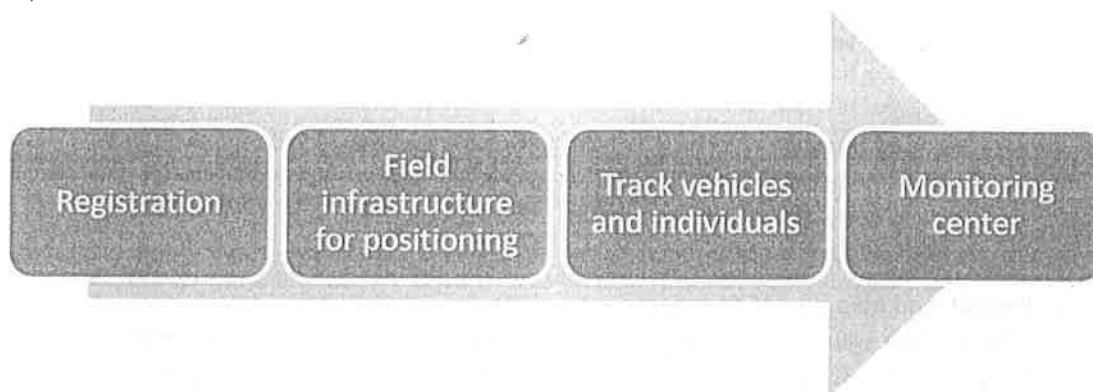 Registration
Field
infrastructure
for positioning
Track vehicles
and individuals
Monitoring
center